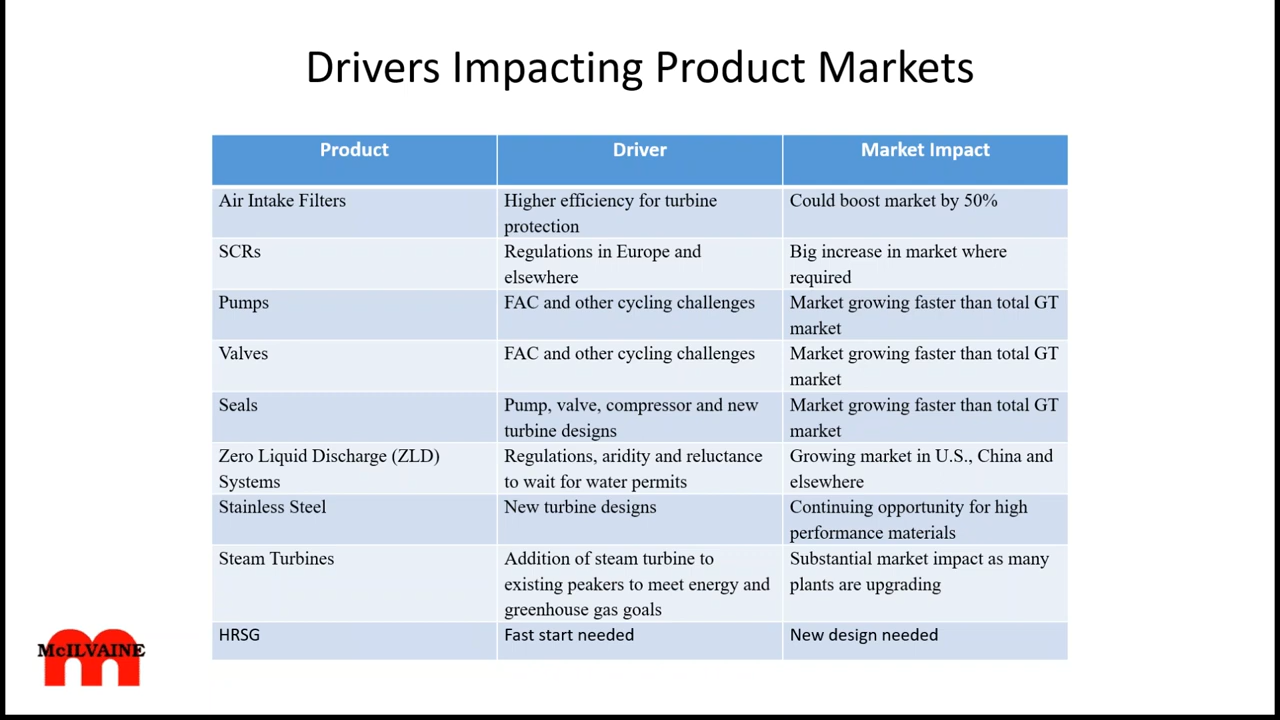 Drivers Impacting Product Markets
Product Driver Market Impact
Air Intake Filters
Higher efficiency for turbine
protection
Could boost market by 50%
SCRs
Regulations in Europe and
elsewhere
Big increase in market where
required
Pumps
FAC and other cycling challenges
Market growing faster than total GT
market
Valves
FAC and other cycling challenges
Market growing faster than total GT
market
Seals
Pump, valve, compressor and new
turbine designs
Market growing faster than total GT
market
Zero Liquid Discharge (ZLD)
Systems
Regulations, aridity and reluctance
to wait for water permits
Growing market in U.S., China and
elsewhere
Stainless Steel
New turbine designs
Continuing opportunity for high
performance materials
Steam Turbines
Addition of steam turbine to
existing peakers to meet energy and
greenhouse gas goals
Substantial market impact as many
plants are upgrading
HRSG
Fast start needed
New design needed
McILVAINE